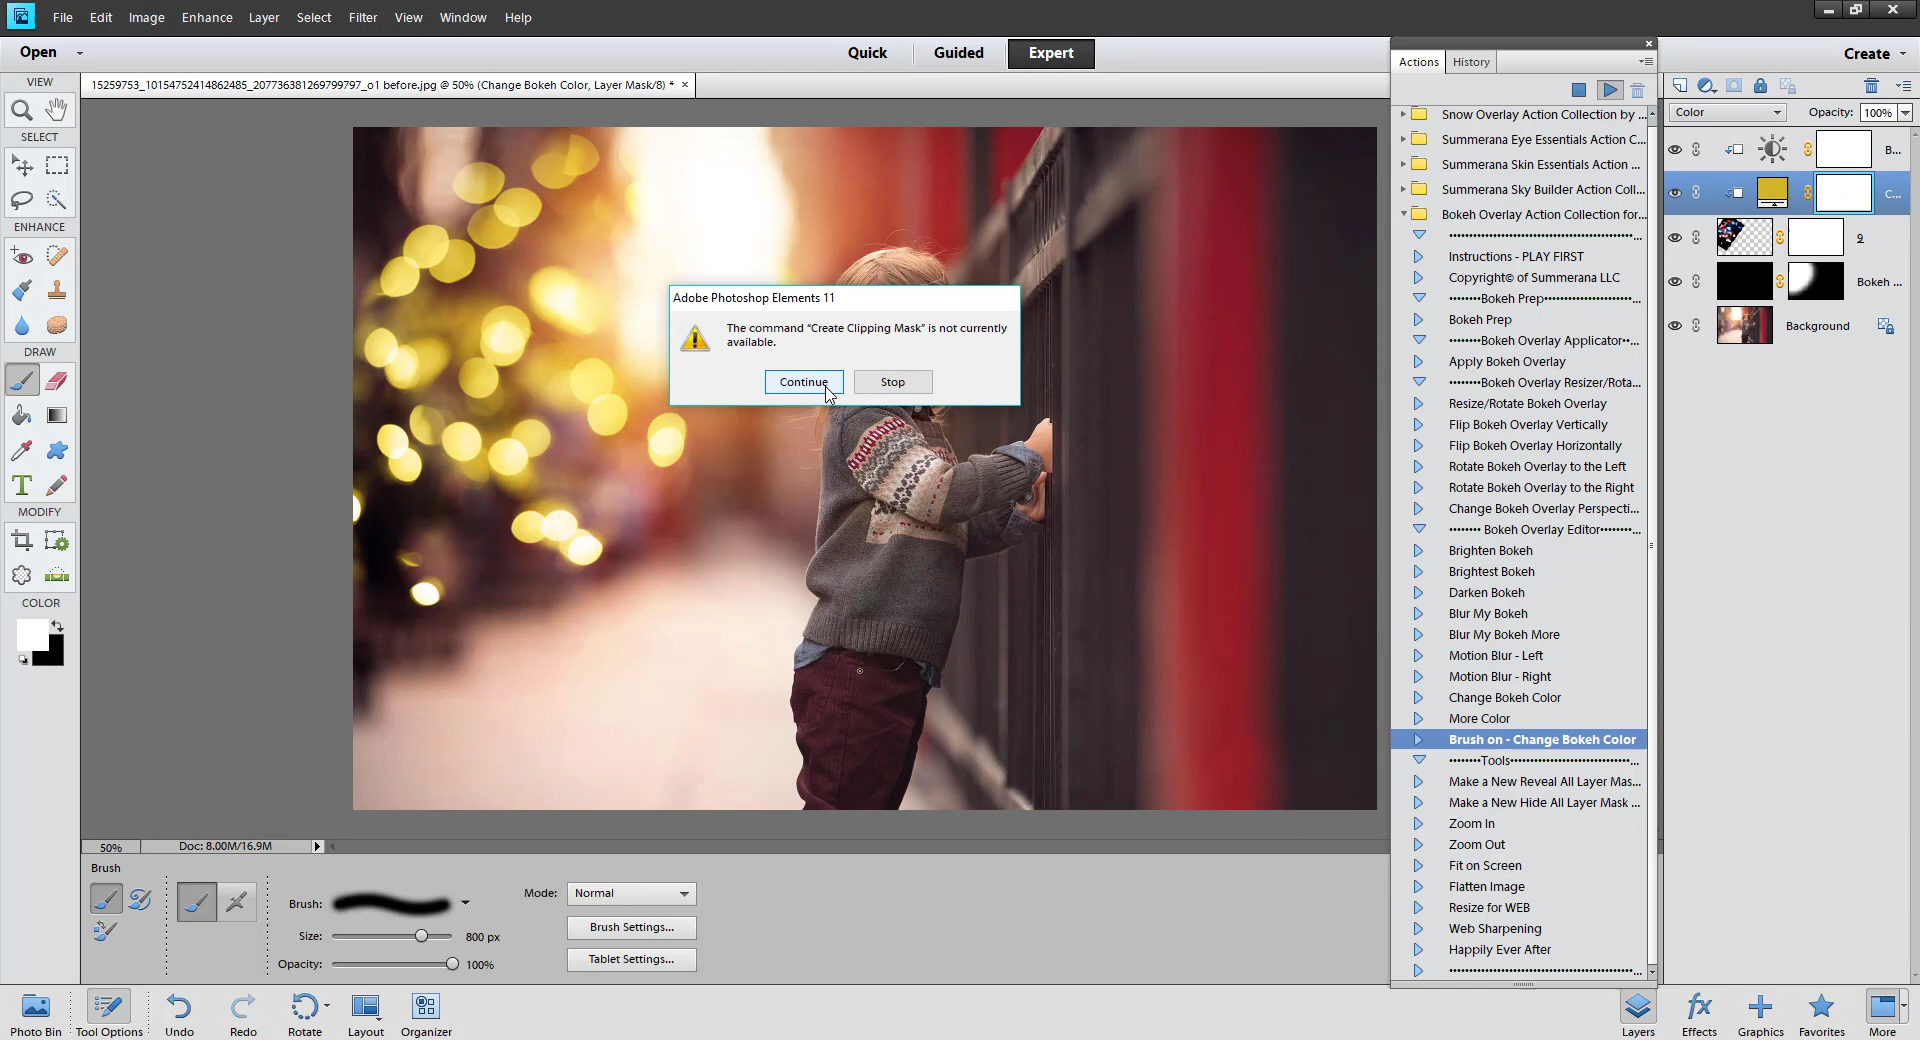 File Edit Image Enhance Layer Select Filter View Window Help
Open Quick Guided Expert Create
VIEW
15259753_10154752414862485_207736381269799797_o1 before.jpg @ 50% (Change Bokeh Color, Layer Mask/8) * ×
SELECT
ENHANCE
DRAW
MODIFY
COLOR
Actions History
Snow Overlay Action Collection by ...
Summerana Eye Essentials Action C...
Summerana Skin Essentials Action ...
Summerana Sky Builder Action Coll...
Bokeh Overlay Action Collection for...
Instructions - PLAY FIRST
Copyright© of Summerana LLC
········Bokeh Prep·······················...
Bokeh Prep
········Bokeh Overlay Applicator··...
Apply Bokeh Overlay
········Bokeh Overlay Resizer/Rota...
Resize/Rotate Bokeh Overlay
Flip Bokeh Overlay Vertically
Flip Bokeh Overlay Horizontally
Rotate Bokeh Overlay to the Left
Rotate Bokeh Overlay to the Right
Change Bokeh Overlay Perspecti...
········ Bokeh Overlay Editor········...
Brighten Bokeh
Brightest Bokeh
Darken Bokeh
Blur My Bokeh
Blur My Bokeh More
Motion Blur - Left
Motion Blur - Right
Change Bokeh Color
More Color
Brush on - Change Bokeh Color
········Tools·······························...
Make a New Reveal All Layer Mas...
Make a New Hide All Layer Mask ...
Zoom In
Zoom Out
Fit on Screen
Flatten Image
Resize for WEB
Web Sharpening
Happily Ever After
Color Opacity: 100%
B...
C...
9
Bokeh ...
Background
Adobe Photoshop Elements 11
The command "Create Clipping Mask" is not currently
available.
Continue Stop
50% Doc: 8.00M/16.9M
Brush
Brush: Mode: Normal
Size: 800 px Brush Settings...
Opacity: 100% Tablet Settings...
Photo Bin Tool Options Undo Redo Rotate Layout Organizer Layers Effects Graphics Favorites More